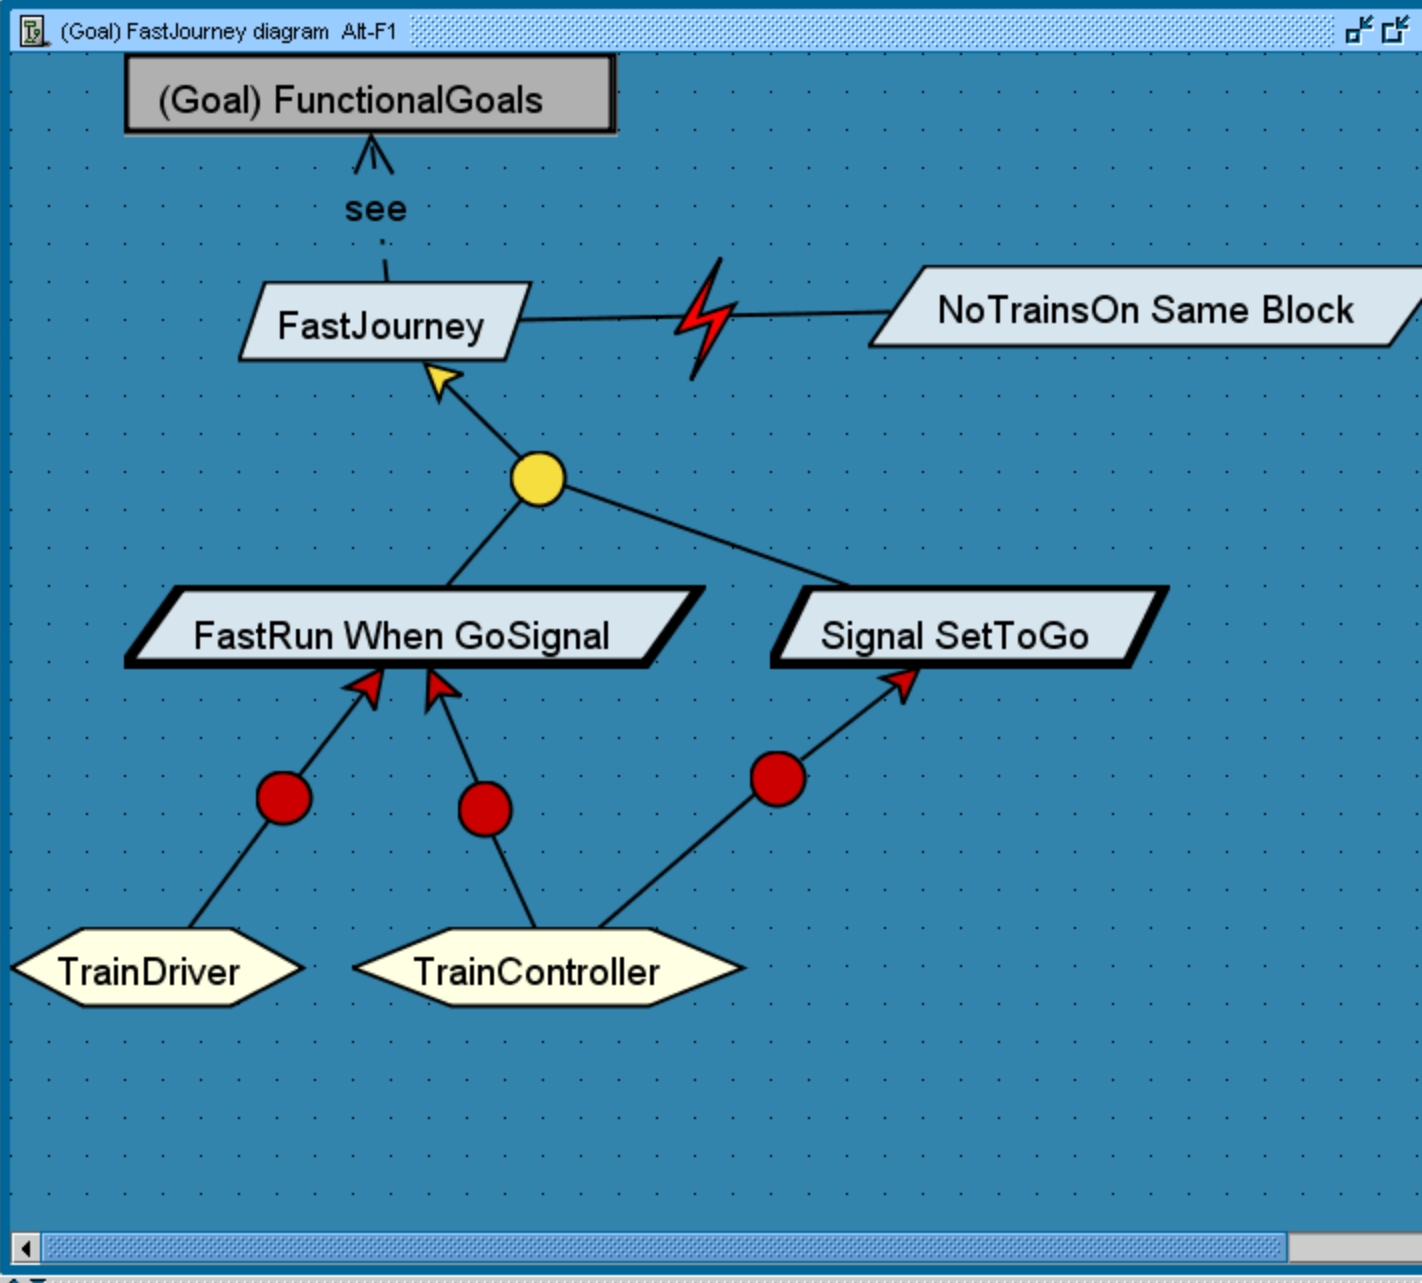 (Goal) FastJourney diagram Alt-F1
(Goal) FunctionalGoals
see
FastJourney
NoTrainsOn Same Block
FastRun When GoSignal
Signal SetToGo
TrainDriver
TrainController